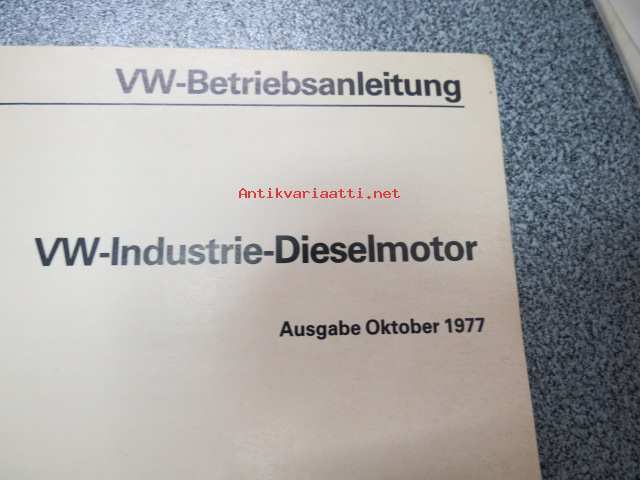 VW-Betriebsanleitung
Antikvariaatti.net
VW-Industrie-Dieselmotor
Ausgabe Oktober 1977